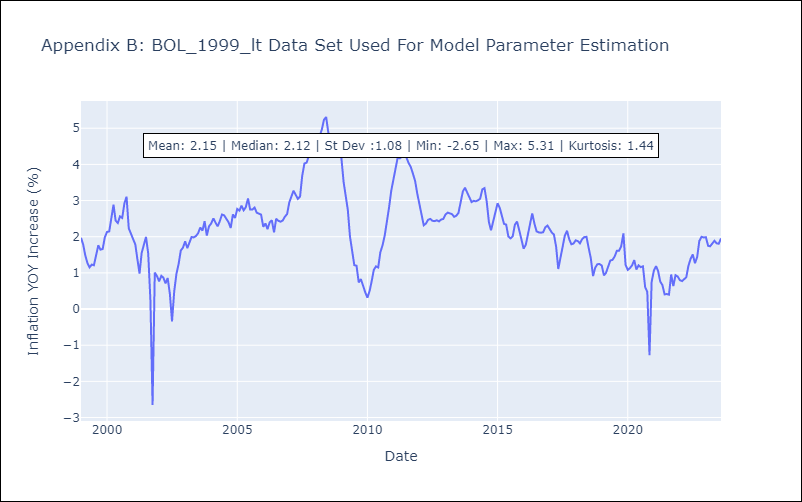 Appendix B: BOL_1999_lt Data Set Used For Model Parameter Estimation
Mean: 2.15 | Median: 2.12 | St Dev :1.08 | Min: -2.65 | Max: 5.31 | Kurtosis: 1.44
Inflation YOY Increase (%)
5
4
3
2
1
0
−1
−2
−3
2000 2005 2010 2015 2020
Date